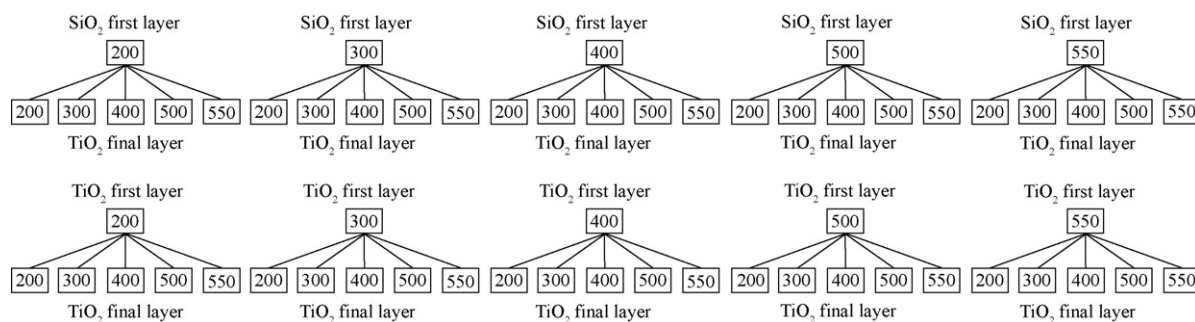 SiO₂ first layer SiO₂ first layer SiO₂ first layer SiO₂ first layer SiO₂ first layer
200 300 400 500 550
200 300 400 500 550 200 300 400 500 550 200 300 400 500 550 200 300 400 500 550 200 300 400 500 550
TiO₂ final layer TiO₂ final layer TiO₂ final layer TiO₂ final layer TiO₂ final layer
TiO₂ first layer TiO₂ first layer TiO₂ first layer TiO₂ first layer TiO₂ first layer
200 300 400 500 550
200 300 400 500 550 200 300 400 500 550 200 300 400 500 550 200 300 400 500 550 200 300 400 500 550
TiO₂ final layer TiO₂ final layer TiO₂ final layer TiO₂ final layer TiO₂ final layer